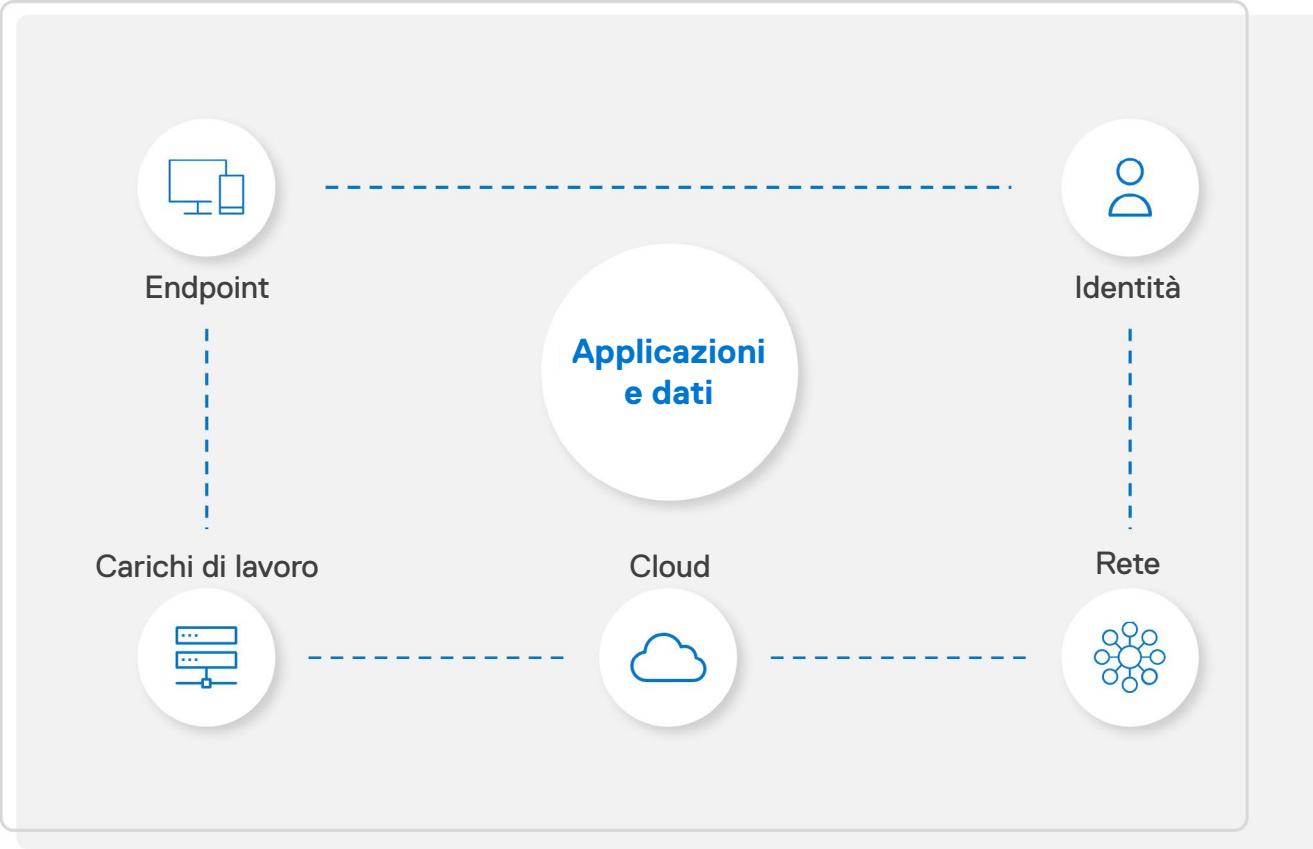 Endpoint
Identità
Applicazioni
e dati
Carichi di lavoro
Cloud
Rete